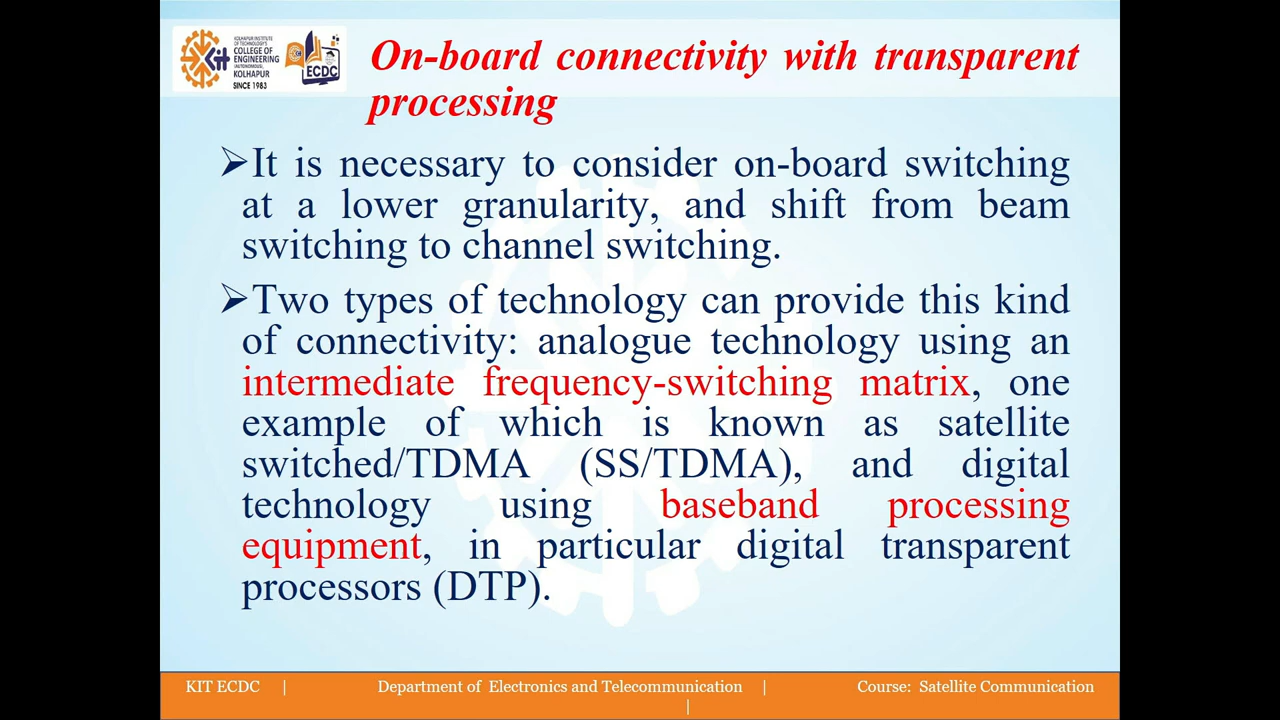 KOLHAPUR INSTITUTE
OF TECHNOLOGY'S
COLLEGE OF
ENGINEERING
(AUTONOMOUS),
KOLHAPUR
SINCE 1983
Kit
ECDC
On-board connectivity with transparent
processing
➢It is necessary to consider on-board switching
at a lower granularity, and shift from beam
switching to channel switching.
➢Two types of technology can provide this kind
of connectivity: analogue technology using an
intermediate frequency-switching matrix, one
example of which is known as satellite
switched/TDMA (SS/TDMA), and digital
technology using baseband processing
equipment, in particular digital transparent
processors (DTP).
KIT ECDC | Department of Electronics and Telecommunication | Course: Satellite Communication
|